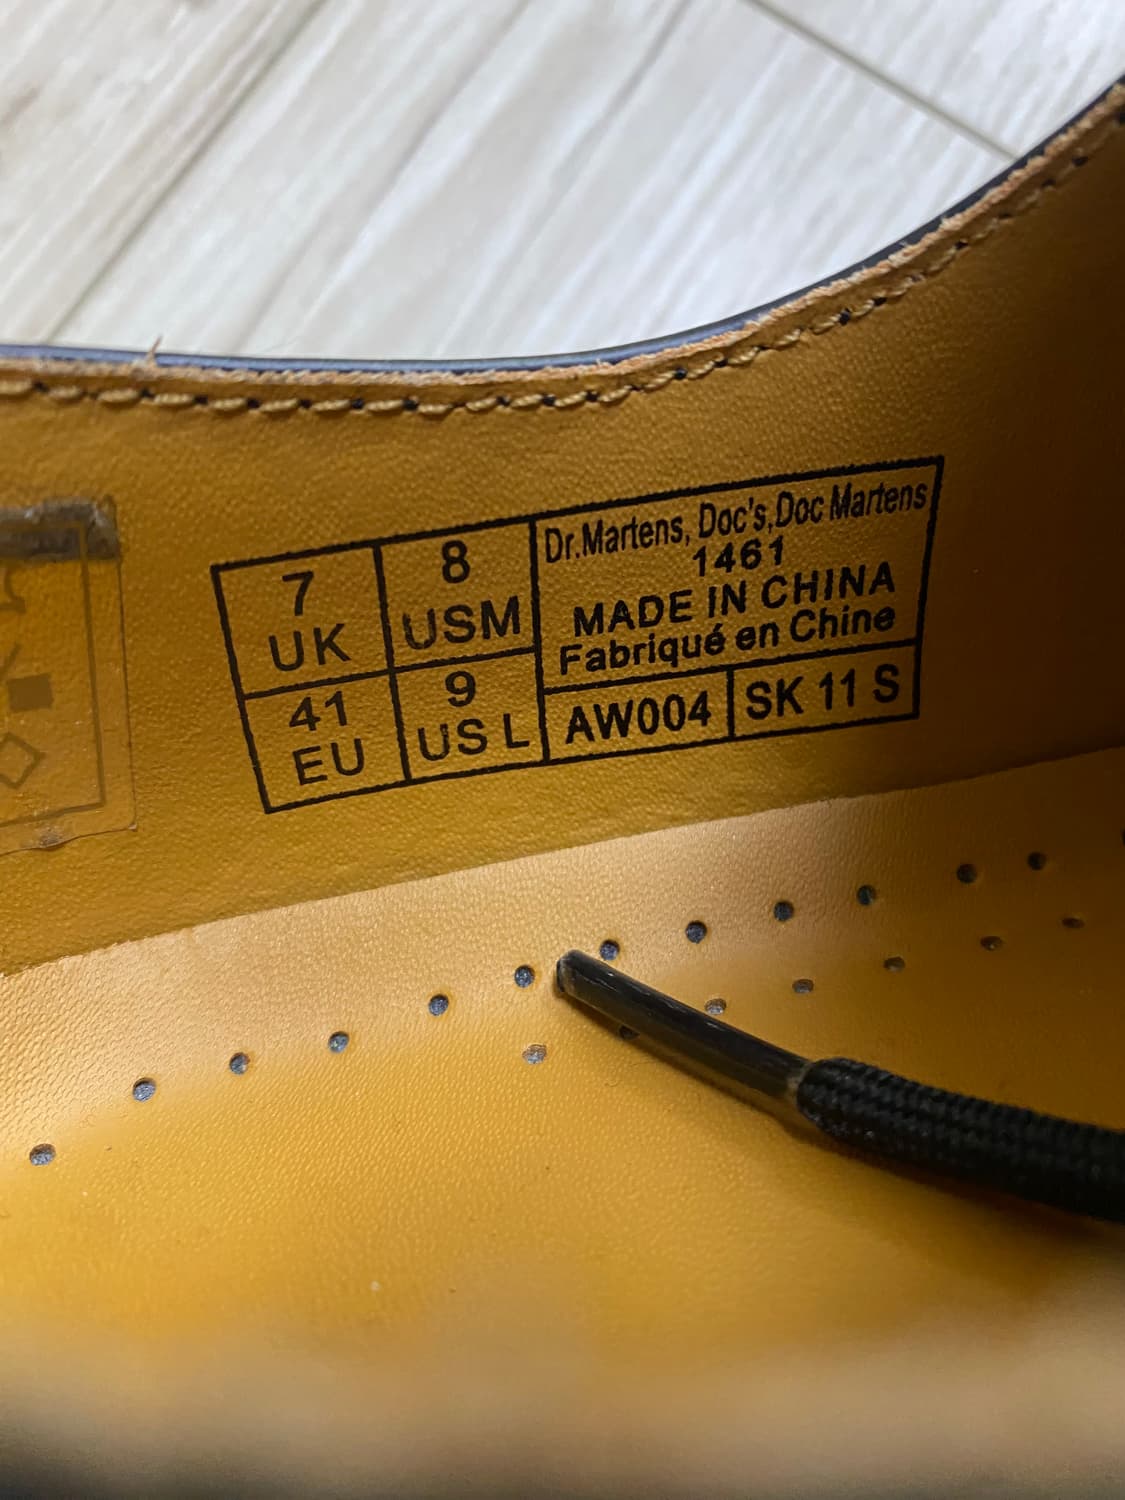 7
UK
8
USM
41
EU
9
US L
Dr.Martens, Doc's,Doc Martens
1461
MADE IN CHINA
Fabriqué en Chine
AW004
SK 11 S